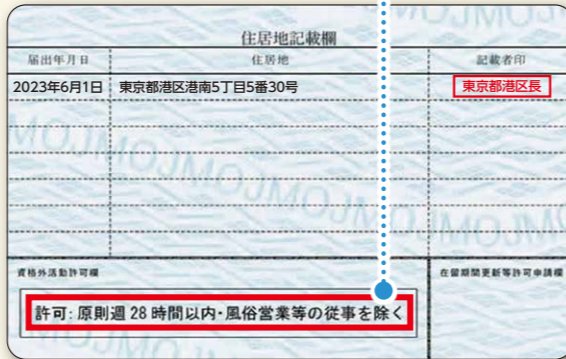 住居地記載欄
届出年月日 住居地 記載者印
2023年6月1日 東京都港区港南5丁目5番30号 東京都港区長
資格外活動許可欄 在留期間更新等許可申請欄
許可: 原則週 28 時間以内・風俗営業等の従事を除く
MOJMOJMOJMOJMOJMO